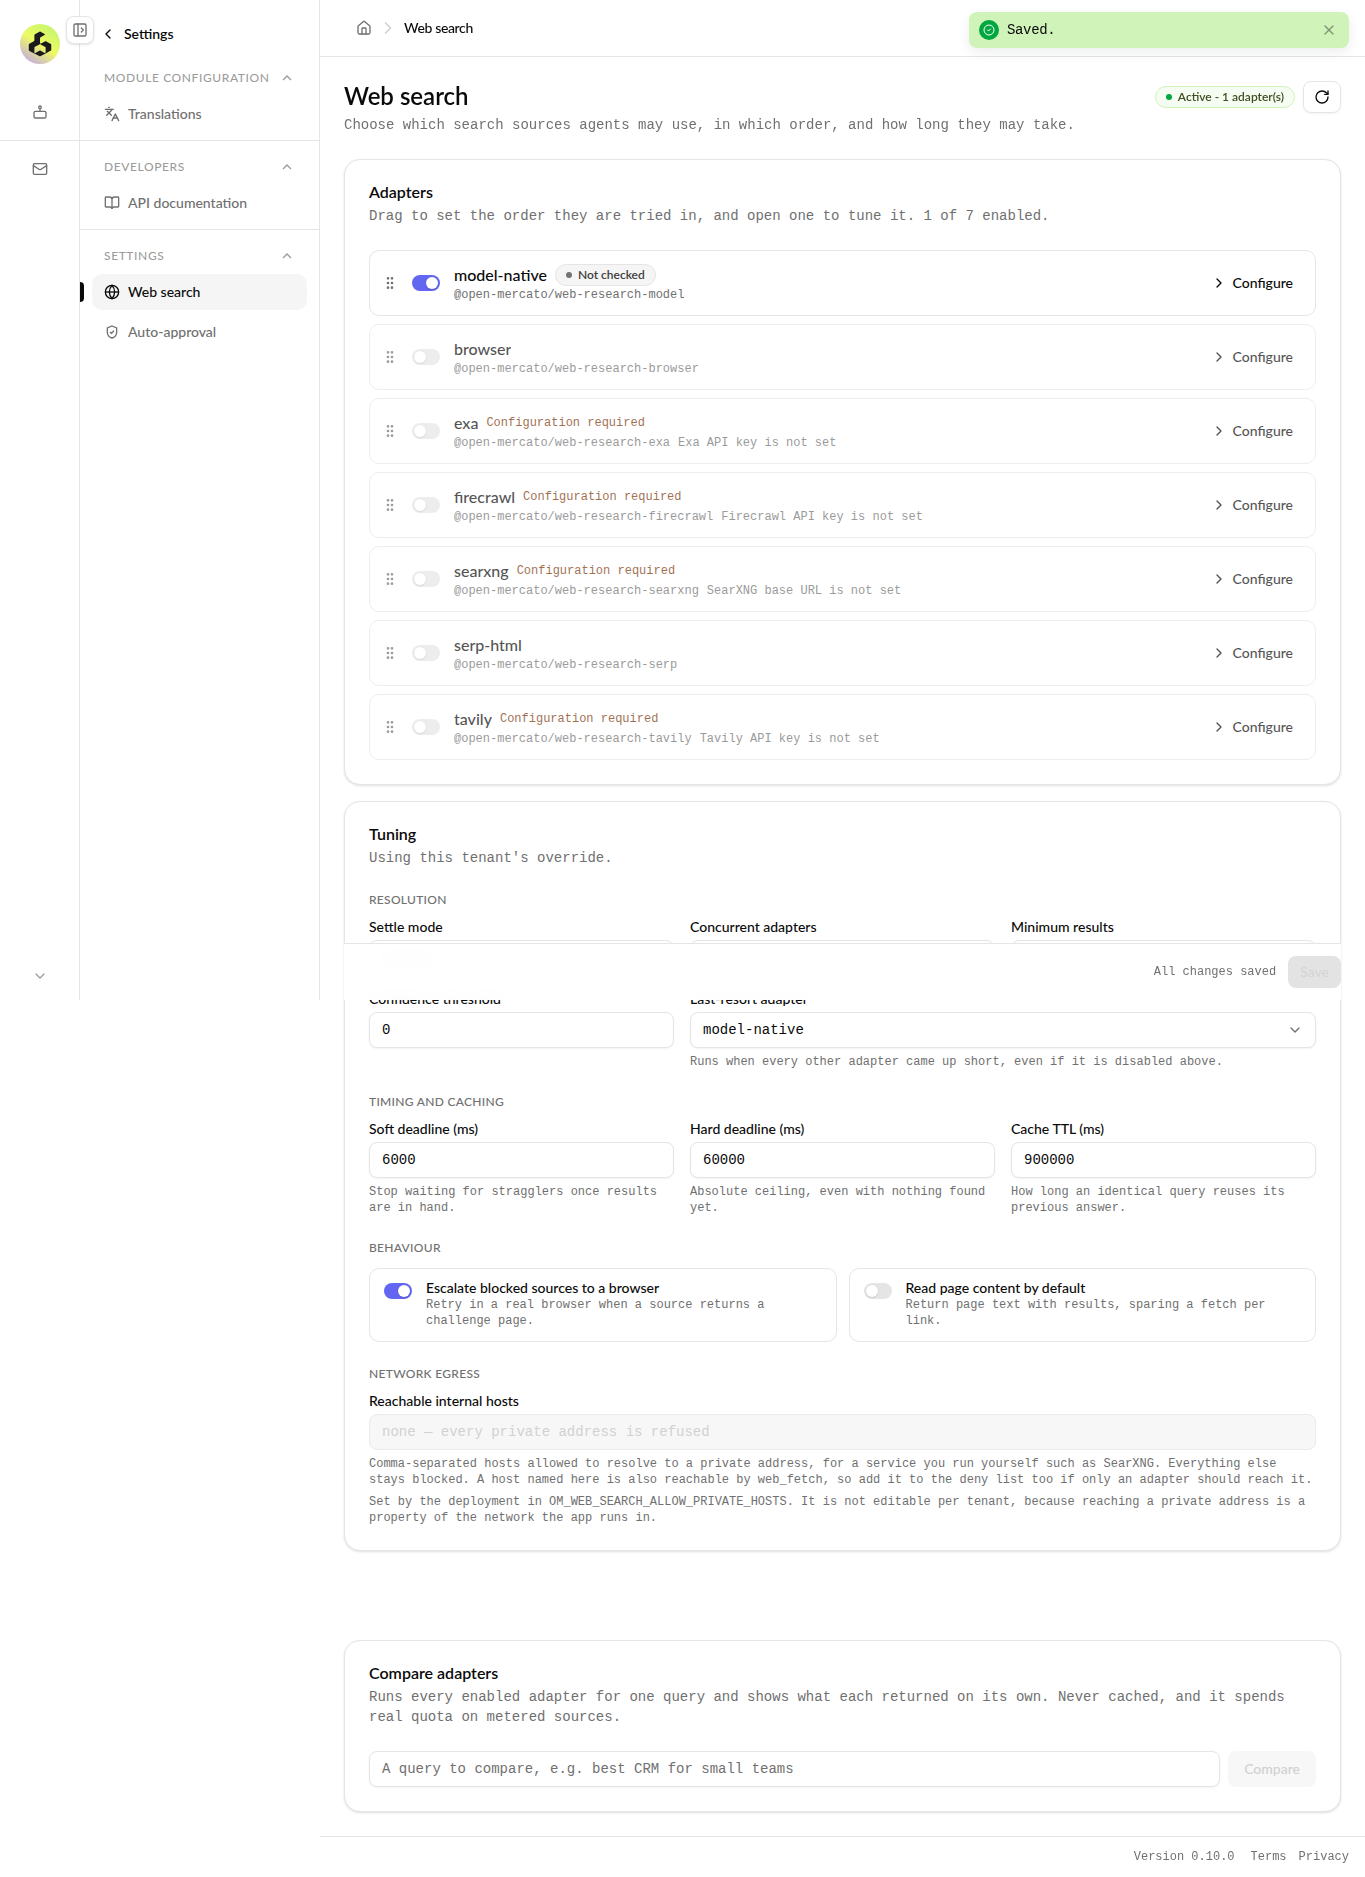 Settings
MODULE CONFIGURATION
Translations
DEVELOPERS
API documentation
SETTINGS
Web search
Auto-approval
Web search
Saved.
Web search
Active - 1 adapter(s)
Choose which search sources agents may use, in which order, and how long they may take.
Adapters
Drag to set the order they are tried in, and open one to tune it. 1 of 7 enabled.
model-native Not checked
@open-mercato/web-research-model
Configure
browser
@open-mercato/web-research-browser
Configure
exa Configuration required
@open-mercato/web-research-exa Exa API key is not set
Configure
firecrawl Configuration required
@open-mercato/web-research-firecrawl Firecrawl API key is not set
Configure
searxng Configuration required
@open-mercato/web-research-searxng SearXNG base URL is not set
Configure
serp-html
@open-mercato/web-research-serp
Configure
tavily Configuration required
@open-mercato/web-research-tavily Tavily API key is not set
Configure
Tuning
Using this tenant's override.
RESOLUTION
Settle mode Concurrent adapters Minimum results
All changes saved Save
Confidence threshold Last-resort adapter
0 model-native
Runs when every other adapter came up short, even if it is disabled above.
TIMING AND CACHING
Soft deadline (ms) Hard deadline (ms) Cache TTL (ms)
6000 60000 900000
Stop waiting for stragglers once results
are in hand.
Absolute ceiling, even with nothing found
yet.
How long an identical query reuses its
previous answer.
BEHAVIOUR
Escalate blocked sources to a browser
Retry in a real browser when a source returns a
challenge page.
Read page content by default
Return page text with results, sparing a fetch per
link.
NETWORK EGRESS
Reachable internal hosts
none — every private address is refused
Comma-separated hosts allowed to resolve to a private address, for a service you run yourself such as SearXNG. Everything else
stays blocked. A host named here is also reachable by web_fetch, so add it to the deny list too if only an adapter should reach it.
Set by the deployment in OM_WEB_SEARCH_ALLOW_PRIVATE_HOSTS. It is not editable per tenant, because reaching a private address is a
property of the network the app runs in.
Compare adapters
Runs every enabled adapter for one query and shows what each returned on its own. Never cached, and it spends
real quota on metered sources.
A query to compare, e.g. best CRM for small teams
Compare
Version 0.10.0 Terms Privacy